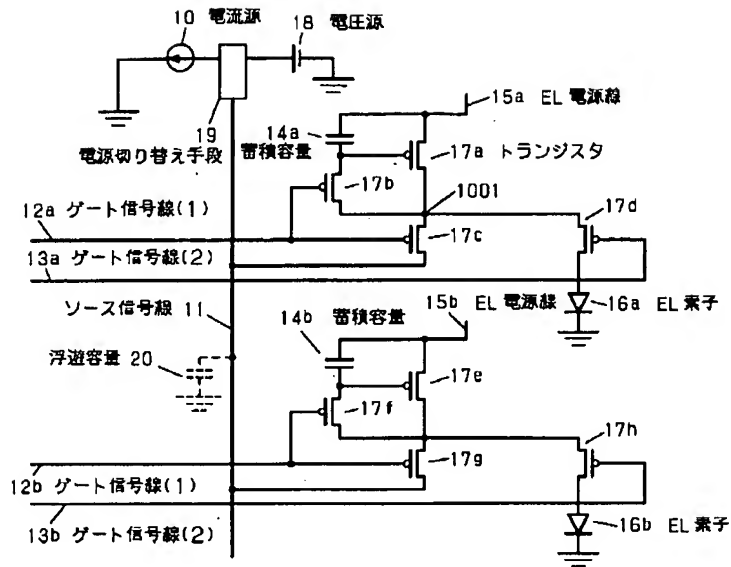 10 電流源
18 電圧源
19
電源切り替え手段
15a EL 電源線
14a
蓄積容量
17a トランジスタ
17b
1001
17d
12a ゲート信号線(1)
17c
13a ゲート信号線(2)
ソース信号線 11
16a EL 素子
浮遊容量 20
14b 蓄積容量
15b EL 電源線
17e
17f
17h
17g
12b ゲート信号線(1)
13b ゲート信号線(2)
16b EL 素子